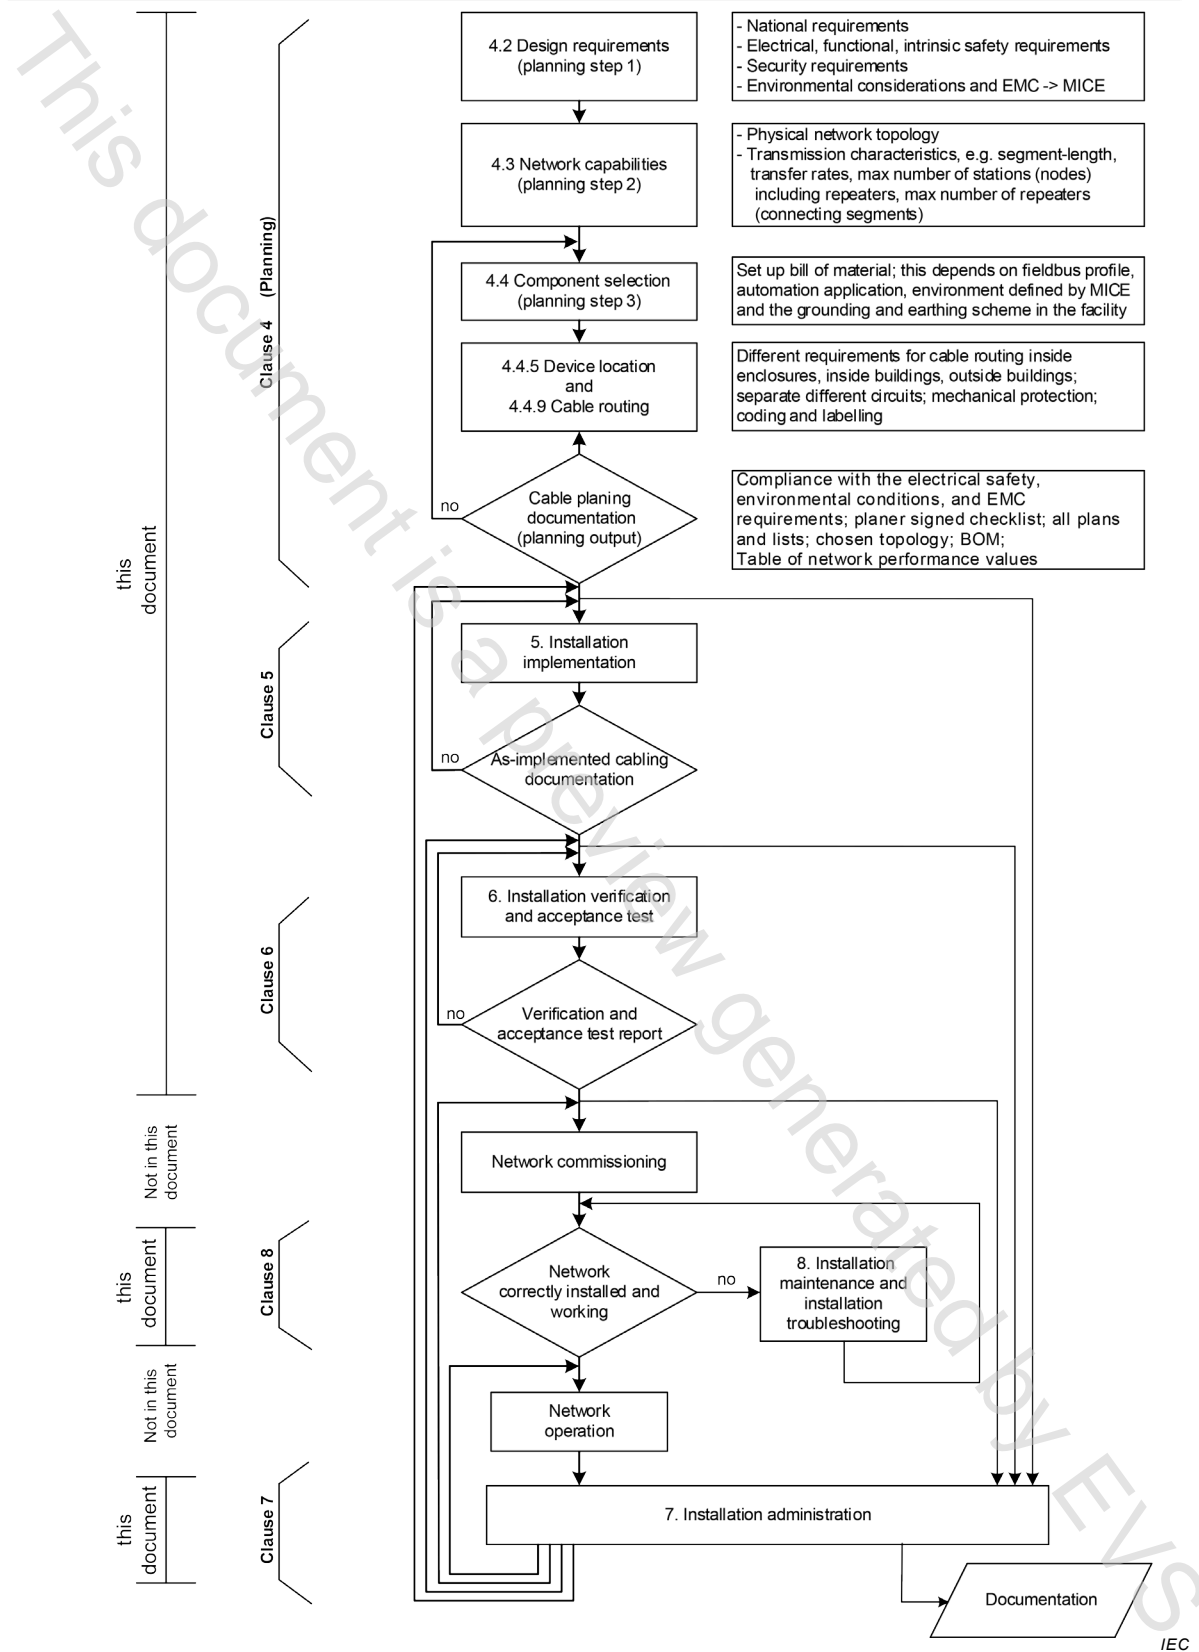 4.2 Design requirements
(planning step 1)
- National requirements
- Electrical, functional, intrinsic safety requirements
- Security requirements
- Environmental considerations and EMC -> MICE
4.3 Network capabilities
(planning step 2)
- Physical network topology
- Transmission characteristics, e.g. segment-length,
transfer rates, max number of stations (nodes)
including repeaters, max number of repeaters
(connecting segments)
Clause 4 (Planning)
4.4 Component selection
(planning step 3)
Set up bill of material; this depends on fieldbus profile,
automation application, environment defined by MICE
and the grounding and earthing scheme in the facility
4.4.5 Device location
and
4.4.9 Cable routing
Different requirements for cable routing inside
enclosures, inside buildings, outside buildings;
separate different circuits; mechanical protection;
coding and labelling
no
Cable planing
documentation
(planning output)
Compliance with the electrical safety,
environmental conditions, and EMC
requirements; planer signed checklist; all plans
and lists; chosen topology; BOM;
Table of network performance values
this
document
Clause 5
5. Installation
implementation
no
As-implemented cabling
documentation
Clause 6
6. Installation verification
and acceptance test
no
Verification and
acceptance test report
Not in this
document
Network commissioning
this
document
Clause 8
Network
correctly installed and
working
no
8. Installation
maintenance and
installation
troubleshooting
Not in this
document
Network
operation
this
document
Clause 7
7. Installation administration
Documentation
IEC
This document is a preview generated by EVS